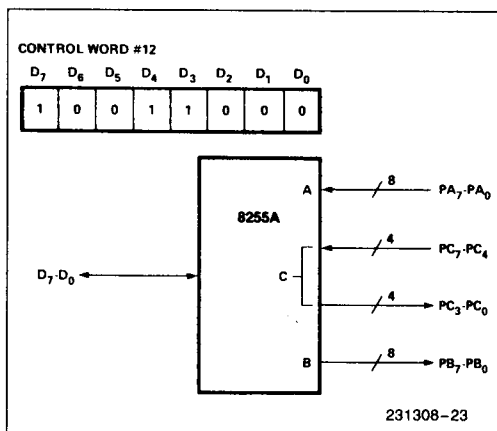 CONTROL WORD #12
D7 D6 D5 D4 D3 D2 D1 D0
1 0 0 1 1 0 0 0
A 8 PA7-PA0
8255A
4 PC7-PC4
D7-D0 C
4 PC3-PC0
B 8 PB7-PB0
231308-23